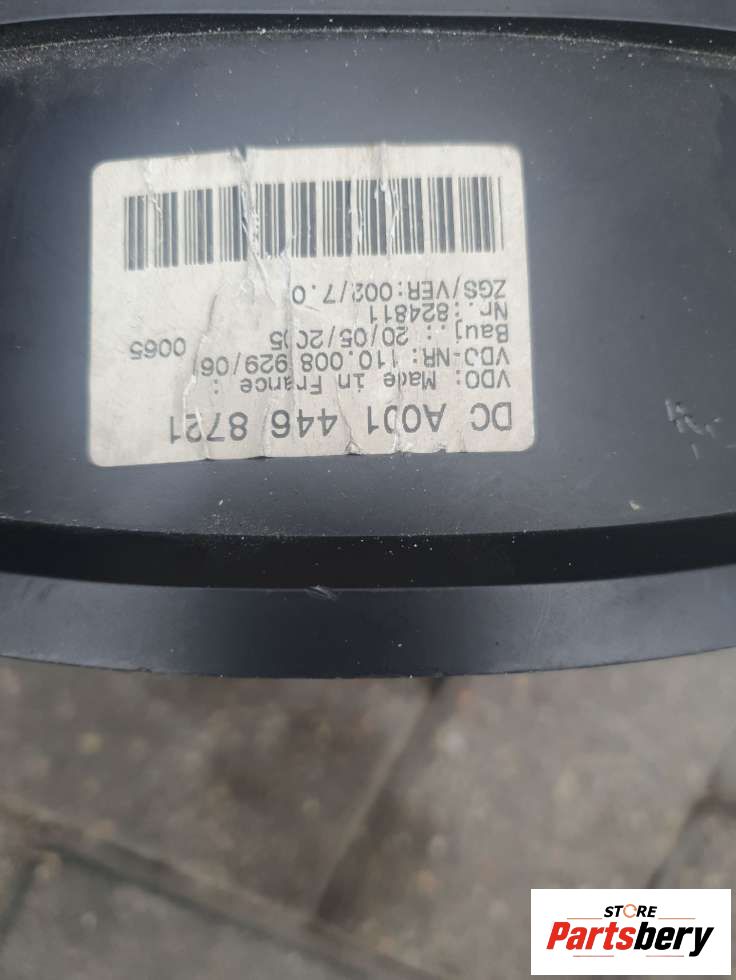 DC A001 446 8721
VDO: Made in France :
VDO-NR: 110.008 929/06
Bauj.: 20/05/2005 0065
Nr.: 824811
ZGS/VER:002/7.0
STORE
Partsbery